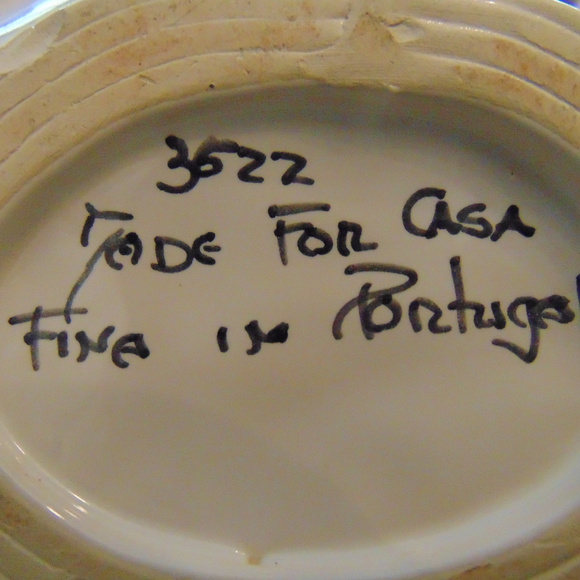 3522
MADE FOR CASA
FINA IN Portugal